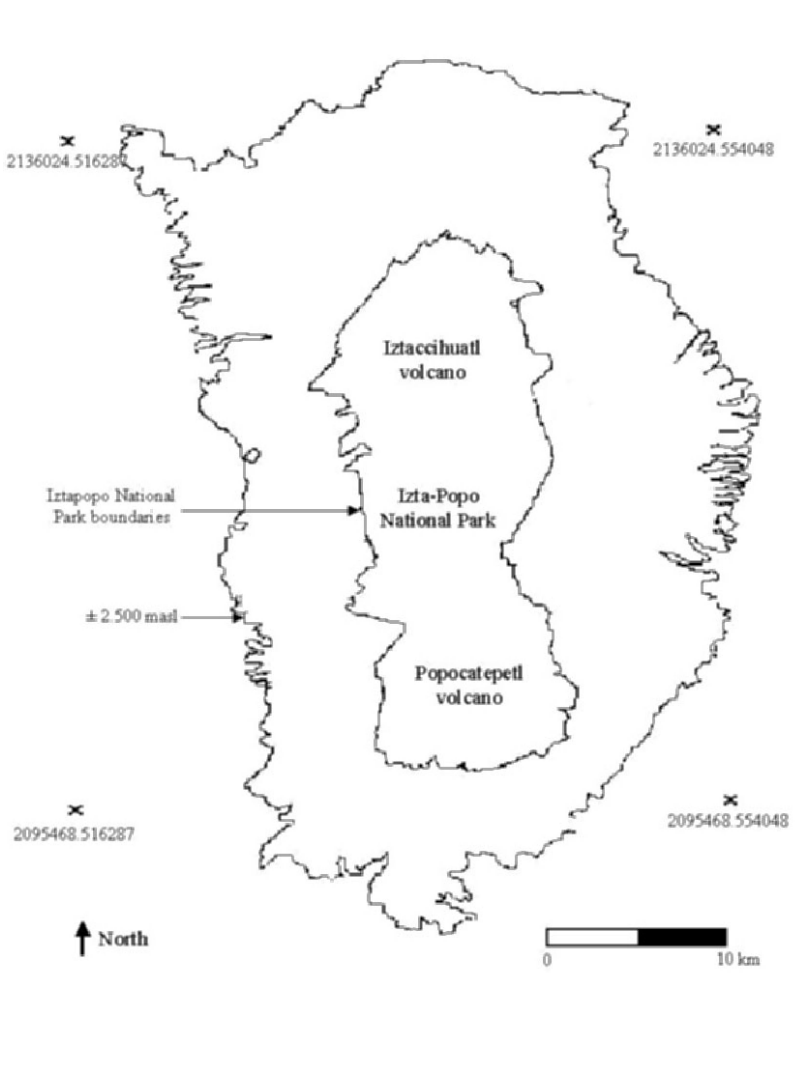 2136024.516287
2136024.554048
Iztaccihuatl
volcano
Iztapopo National
Park boundaries
Izta-Popo
National Park
± 2.500 masl
Popocatepetl
volcano
2095468.516287
2095468.554048
North
0
10 km